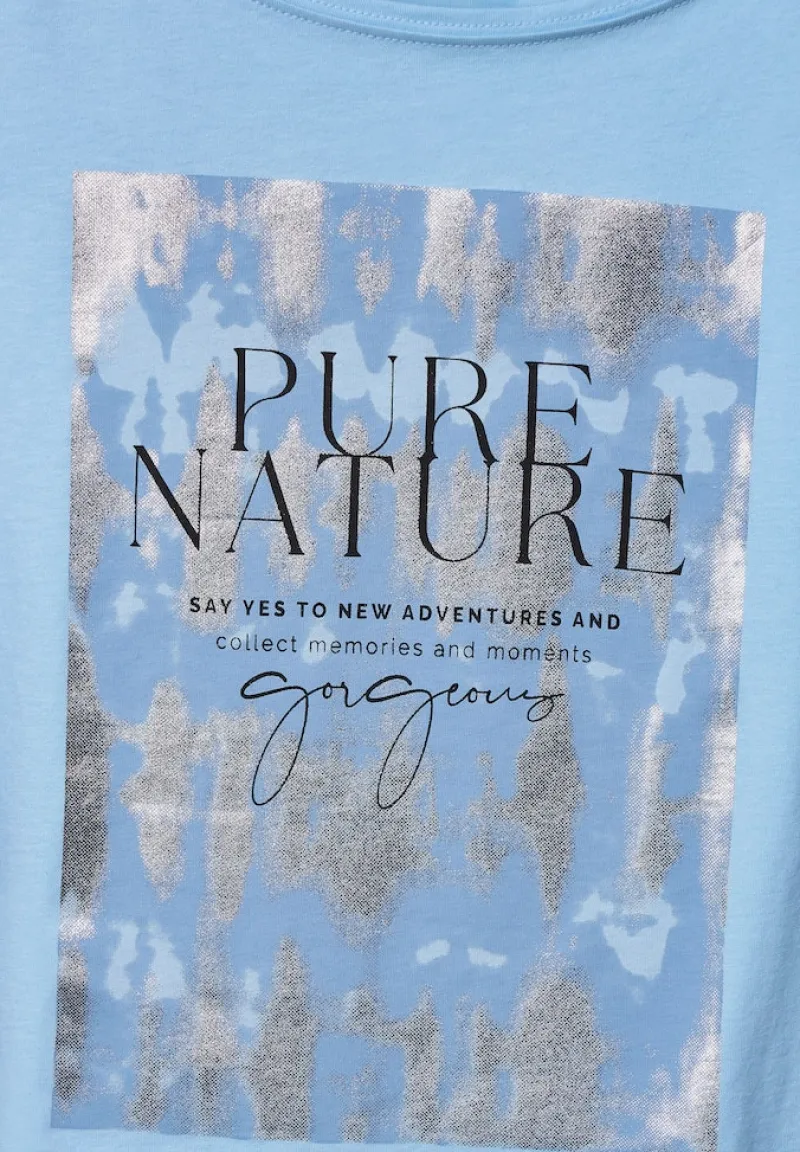 PURE
NATURE
SAY YES TO NEW ADVENTURES AND
collect memories and moments
gorgeous